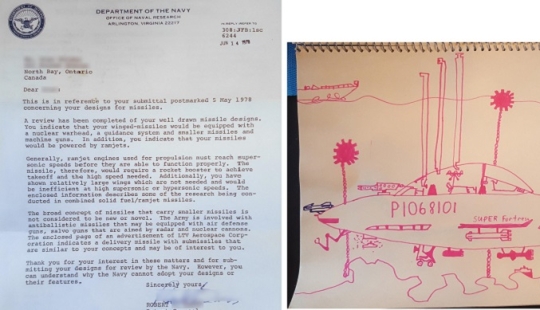 DEPARTMENT OF THE NAVY
OFFICE OF NAVAL RESEARCH
ARLINGTON, VIRGINIA 22217
IN REPLY REFER TO
JUN 14 1978
North Bay, Ontario
Canada
Dear
This is in reference to your submittal postmarked 3 May 1978
concerning your designs for missiles.
A review has been completed of your well drawn missile designs.
You indicate that your winged-missiles would be equipped with
a nuclear warhead, a guidance system and smaller missiles and
machine guns. In addition, you indicate that your missiles
would be powered by ramjets.
Generally, ramjet engines used for propulsion must reach super-
sonic speeds before they are able to function properly. The
missile, therefore, would require a rocket booster to achieve
takeoff and the high speed needed. Additionally, you have
shown relatively large wings which are not needed and would
be inefficient at high supersonic or hypersonic speeds. The
enclosed information describes some of the research being con-
ducted in combined solid fuel/ramjet missiles.
The broad concept of missiles that carry smaller missiles is
not considered to be new or novel. The Army is involved with
antiballistic missiles that may be equipped with either nose
guns, salvo guns that are aimed by radar and nuclear cannons.
The enclosed page of an advertisement of LTV Aerospace Corp-
oration indicates a delivery missile with submissiles that
are similar to your concepts and may be of interest to you.
Thank you for your interest in these matters and for sub-
mitting your designs for review by the Navy. However, you
can understand why the Navy cannot adopt your designs or
their features.
Sincerely yours,
ROBERT
P1068101
SUPER Fortress